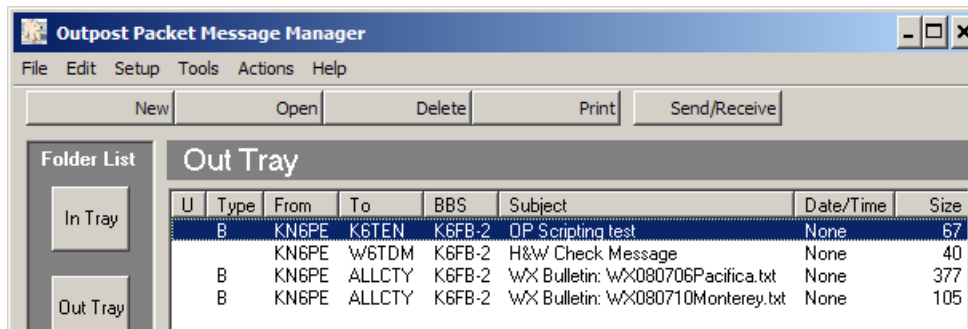 Outpost Packet Message Manager
File Edit Setup Tools Actions Help
New Open Delete Print Send/Receive
Folder List Out Tray
In Tray
Out Tray
U Type From To BBS Subject Date/Time Size
B KN6PE K6TEN K6FB-2 OP Scripting test None 67
KN6PE W6TDM K6FB-2 H&W Check Message None 40
B KN6PE ALLCTY K6FB-2 WX Bulletin: WX080706Pacifica.txt None 377
B KN6PE ALLCTY K6FB-2 WX Bulletin: WX080710Monterey.txt None 105